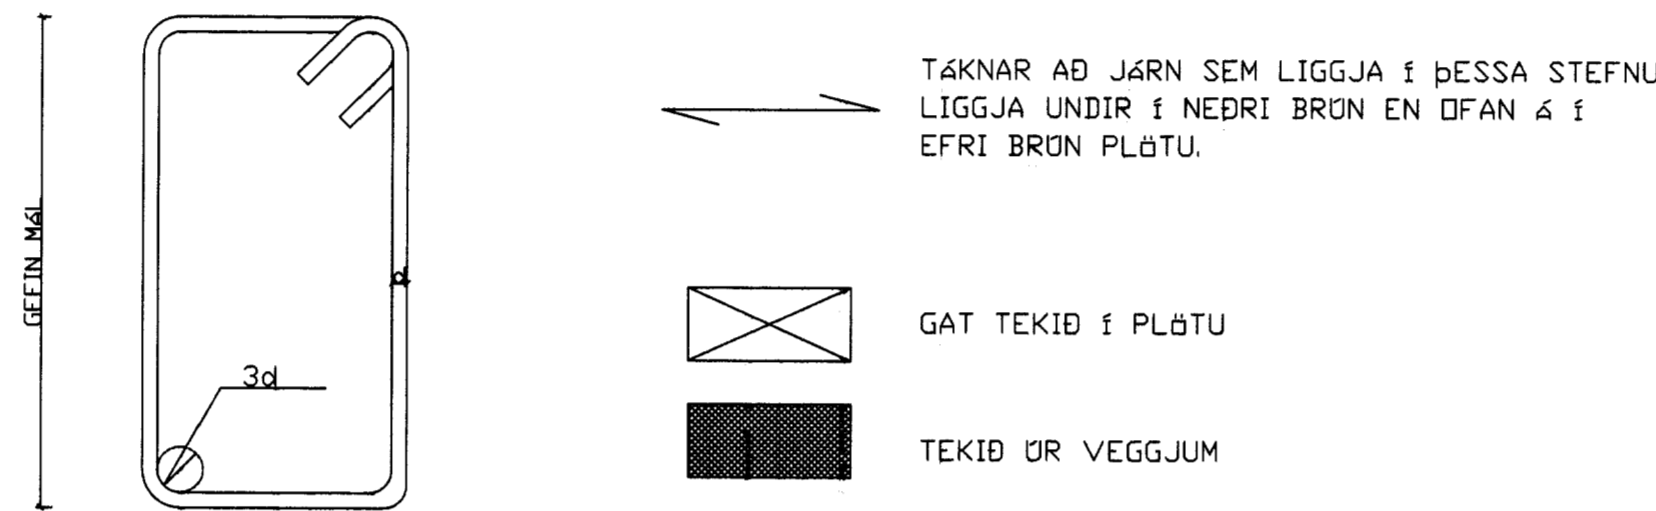 GEFIN MÁL
d
3d
TÁKNAR AÐ JÁRN SEM LIGGJA Í ÞESSA STEFNU
LIGGJA UNDIR Í NEÐRI BRÚN EN OFAN Á Í
EFRI BRÚN PLÖTU.
GAT TEKIÐ Í PLÖTU
TEKIÐ ÚR VEGGJUM